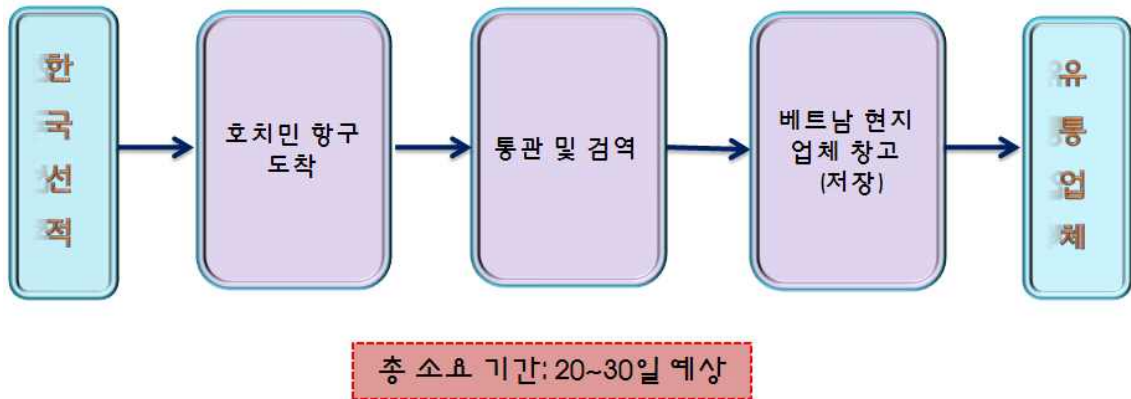 한국선적
호치민 항구
도착
통관 및 검역
베트남 현지
업체 창고
(저장)
유통업체
총 소요 기간: 20~30일 예상